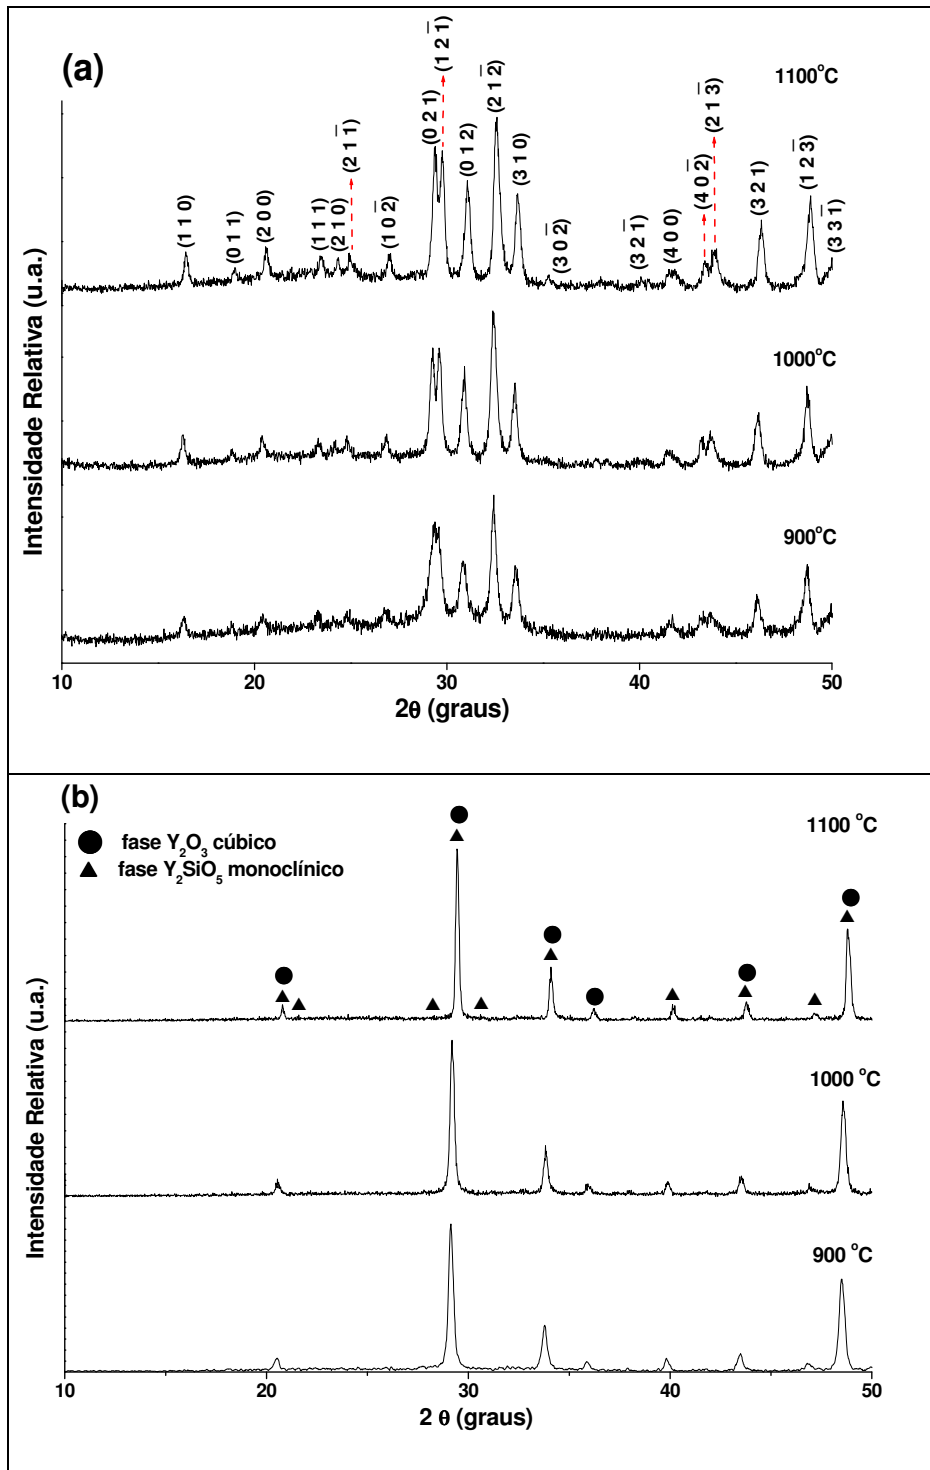 (a)
1100°C
(1 1 0)
(0 1 1)
(2 0 0)
(1 1 1)
(2 1 0)
(2 1 1̅)
(1 0 2̅)
(0 2 1)
(1 2 1̅)
(0 1 2)
(2 1̅ 2)
(3 1 0)
(3 0 2)
(3 2 1̅)
(4 0 0)
(4 0 2̅)
(2 1 3̅)
(3 2 1)
(1 2 3̅)
(3 3̅ 1)
1000°C
900°C
Intensidade Relativa (u.a.)
10 20 30 40 50
2θ (graus)
(b)
1100 °C
fase Y₂O₃ cúbico
fase Y₂SiO₅ monoclínico
1000 °C
900 °C
Intensidade Relativa (u.a.)
10 20 30 40 50
2 θ (graus)